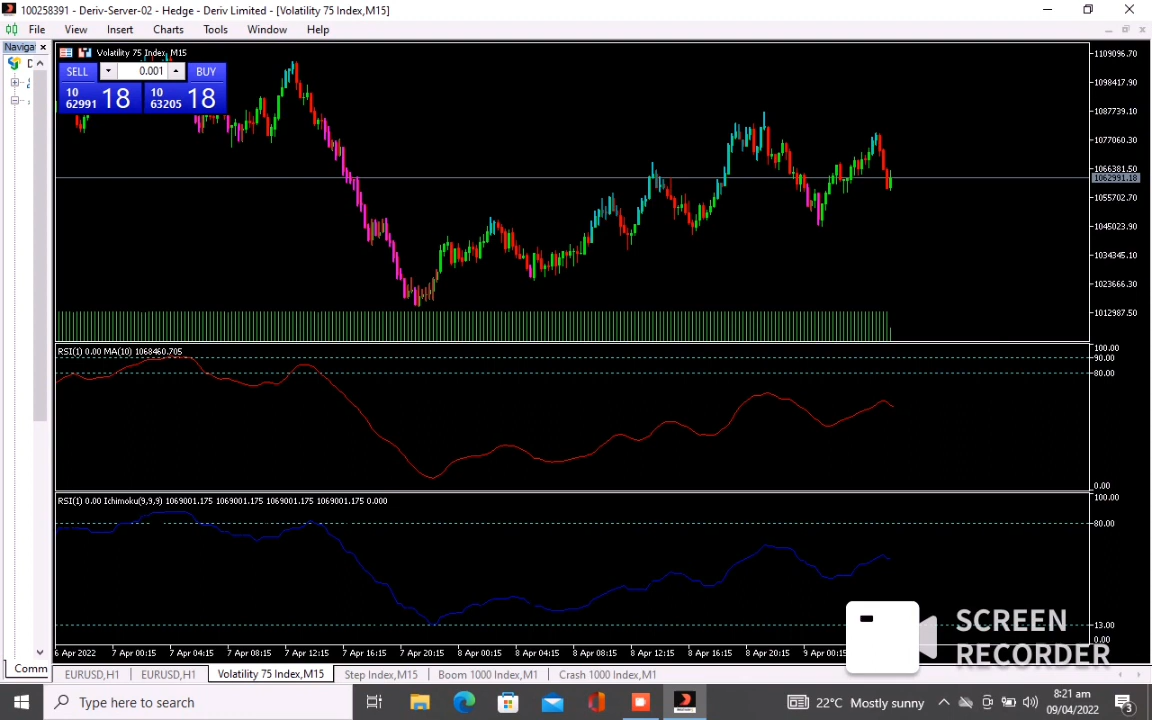 100258391 - Deriv-Server-02 - Hedge - Deriv Limited - [Volatility 75 Index,M15]
File View Insert Charts Tools Window Help
Naviga
Volatility 75 Index, M15
SELL 0.001 BUY
10 62991 18 10 63205 18
1109096.70
1098417.90
1087739.10
1077060.30
1066381.50
1062991.18
1055702.70
1045023.90
1034345.10
1023666.30
1012987.50
RSI(1) 0.00 MA(10) 1068460.705
100.00
90.00
80.00
0.00
RSI(1) 0.00 Ichimoku(9,9,9) 1069001.175 1069001.175 1069001.175 1069001.175 0.000
100.00
80.00
13.00
0.00
6 Apr 2022 7 Apr 00:15 7 Apr 04:15 7 Apr 08:15 7 Apr 12:15 7 Apr 16:15 7 Apr 20:15 8 Apr 00:15 8 Apr 04:15 8 Apr 08:15 8 Apr 12:15 8 Apr 16:15 8 Apr 20:15 9 Apr 00:15
SCREEN
RECORDER
Comm
EURUSD,H1 EURUSD,H1 Volatility 75 Index,M15 Step Index,M15 Boom 1000 Index,M1 Crash 1000 Index,M1
Type here to search
22°C Mostly sunny
8:21 am
09/04/2022
3